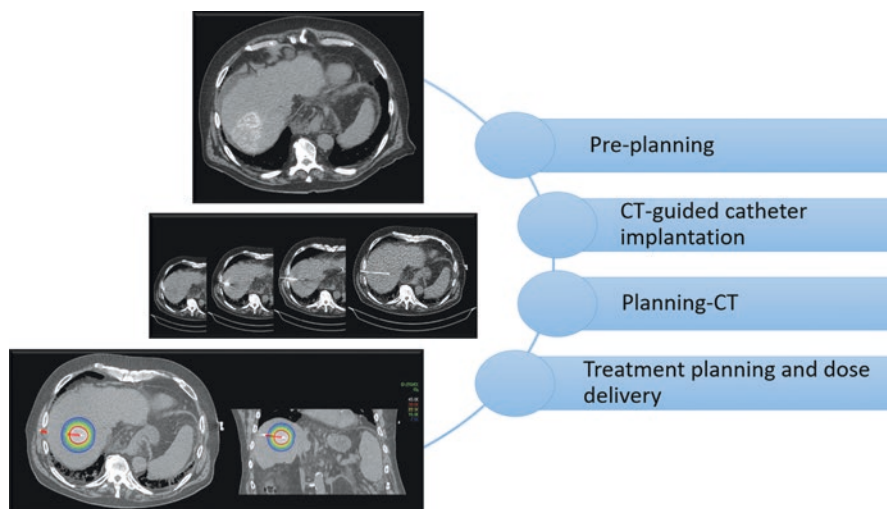 Pre-planning
CT-guided catheter
implantation
Planning-CT
Treatment planning and dose
delivery